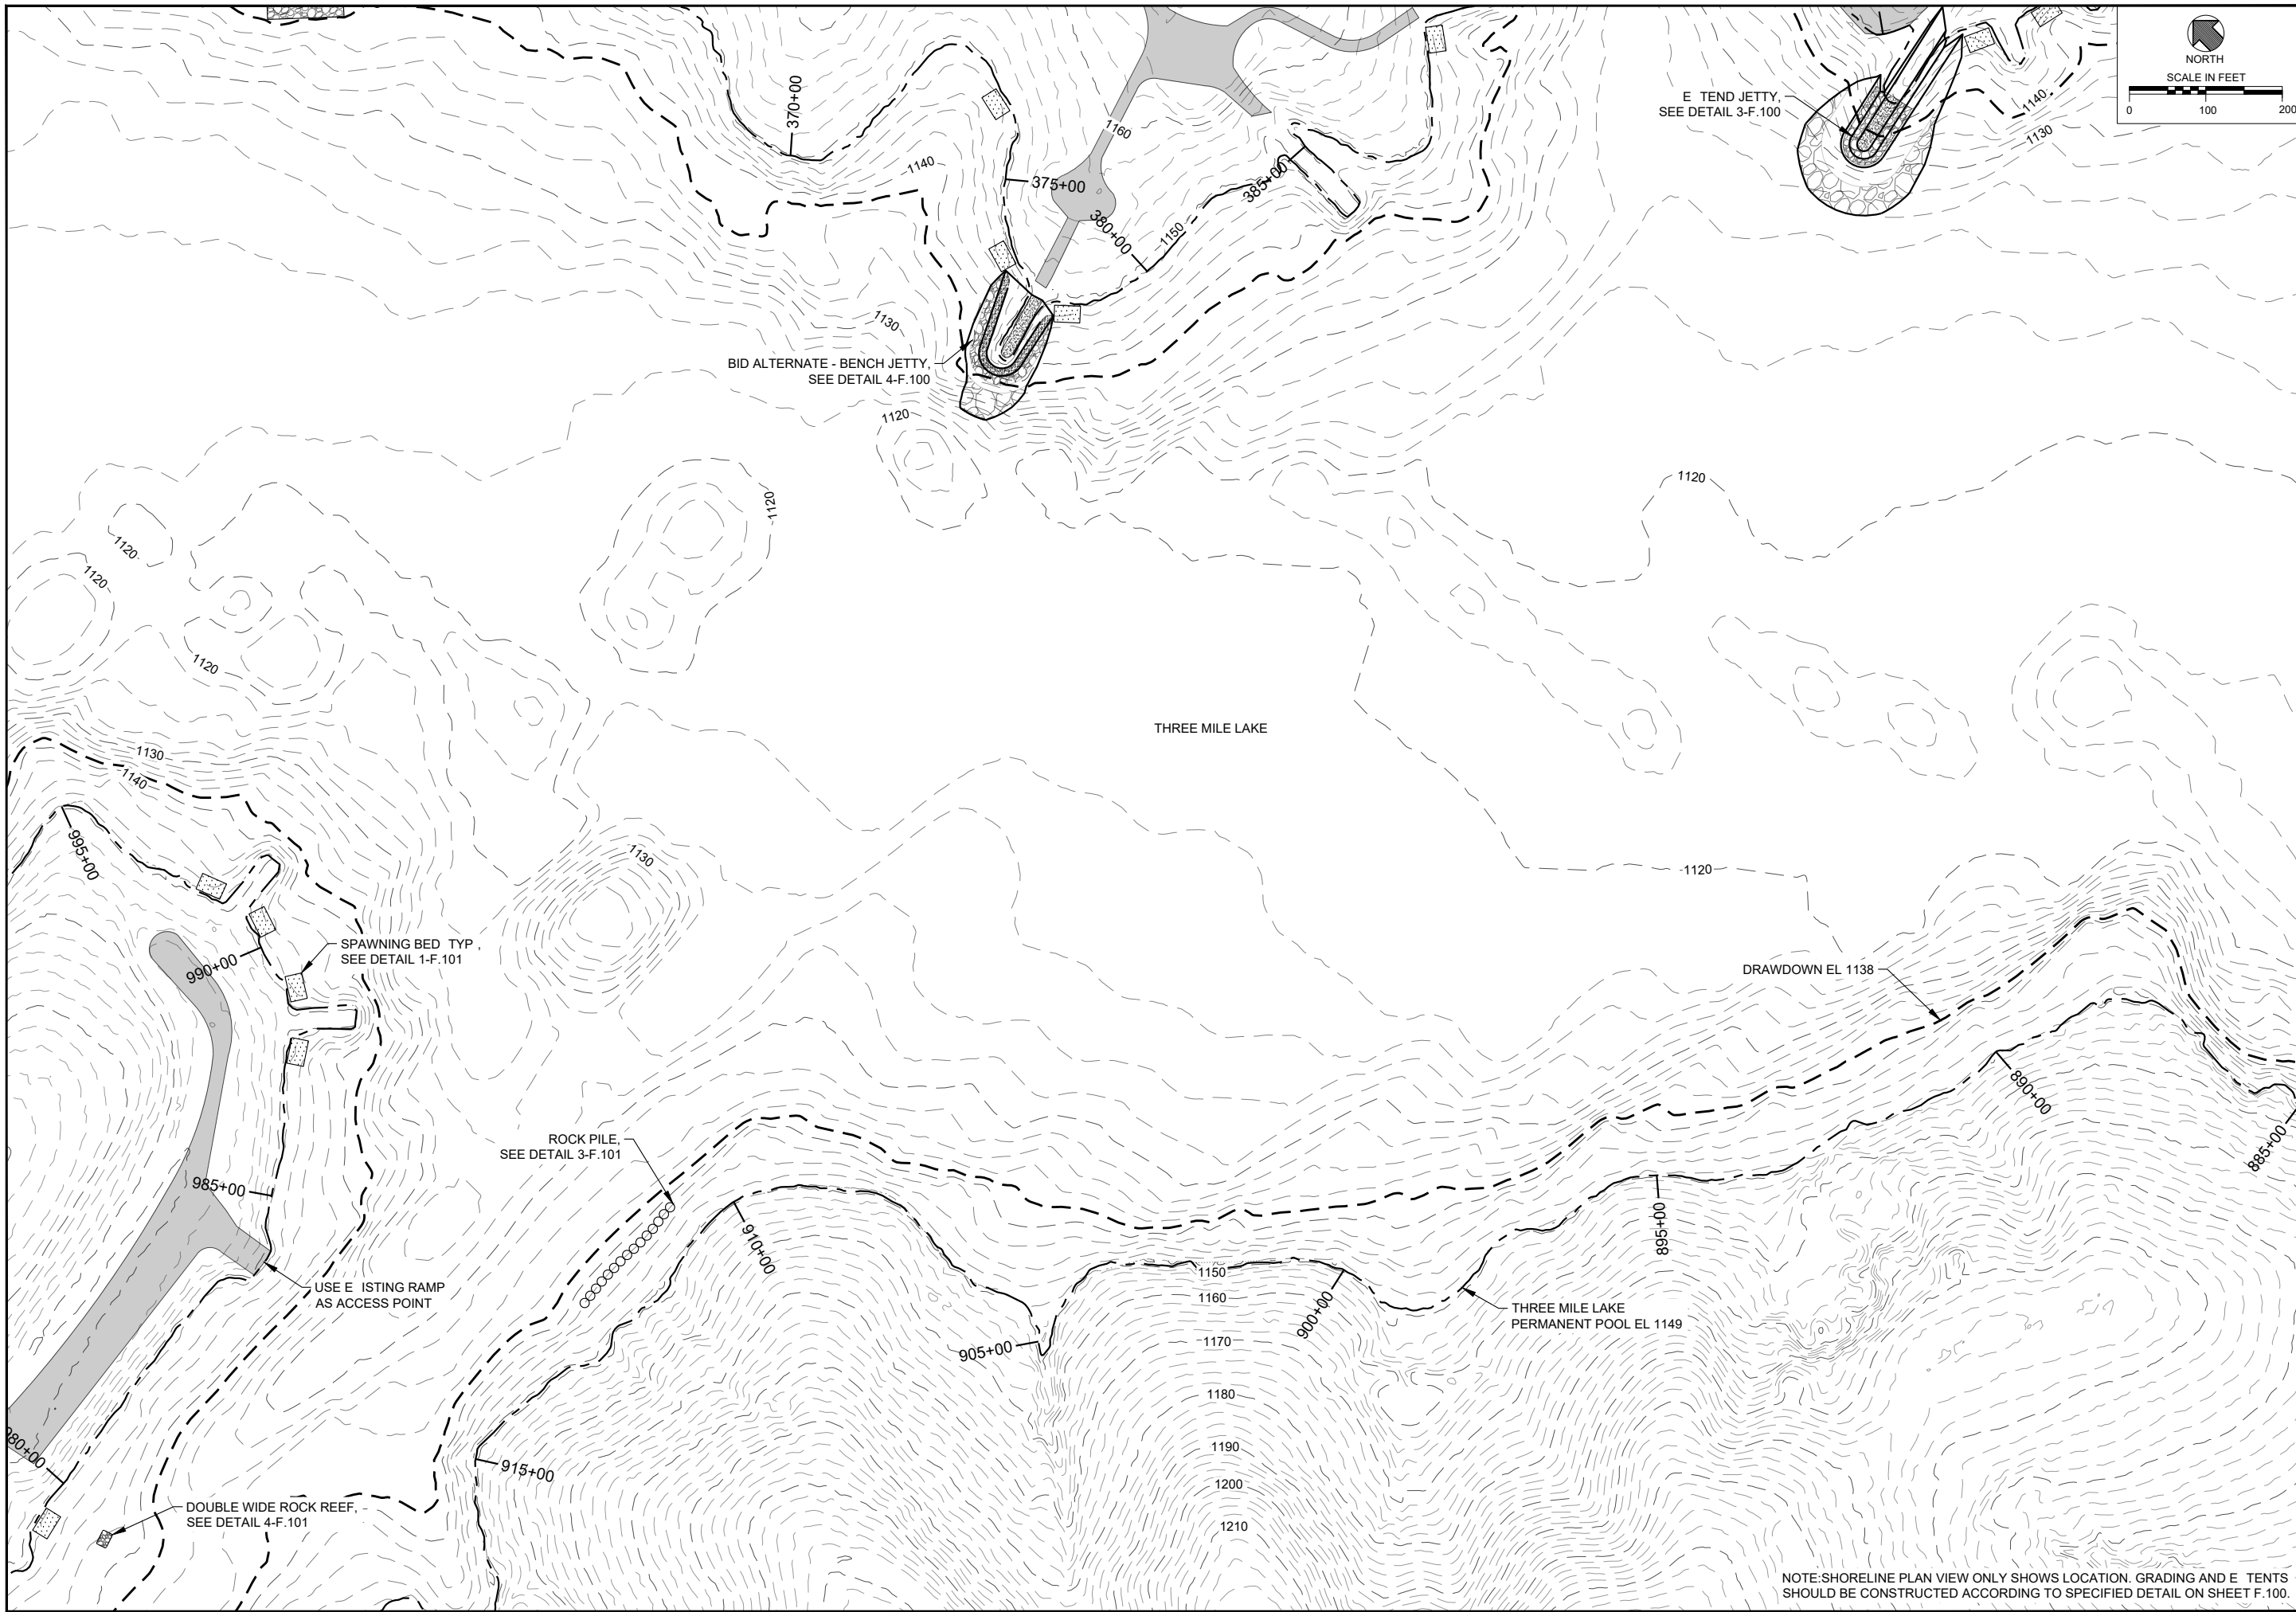 NORTH
SCALE IN FEET
0 100 200
E TEND JETTY,
SEE DETAIL 3-F.100
1140
1130
370+00
1160
1140
375+00
385+00
380+00
1150
1130
BID ALTERNATE - BENCH JETTY,
SEE DETAIL 4-F.100
1120
1120
1120
1120
1120
1120
THREE MILE LAKE
1130
1140
995+00
1130
1120
SPAWNING BED TYP ,
SEE DETAIL 1-F.101
990+00
DRAWDOWN EL 1138
890+00
885+00
ROCK PILE,
SEE DETAIL 3-F.101
985+00
910+00
895+00
USE E ISTING RAMP
AS ACCESS POINT
1150
1160
900+00
THREE MILE LAKE
PERMANENT POOL EL 1149
1170
905+00
1180
980+00
1190
915+00
1200
DOUBLE WIDE ROCK REEF,
SEE DETAIL 4-F.101
1210
NOTE:SHORELINE PLAN VIEW ONLY SHOWS LOCATION. GRADING AND E TENTS
SHOULD BE CONSTRUCTED ACCORDING TO SPECIFIED DETAIL ON SHEET F.100.